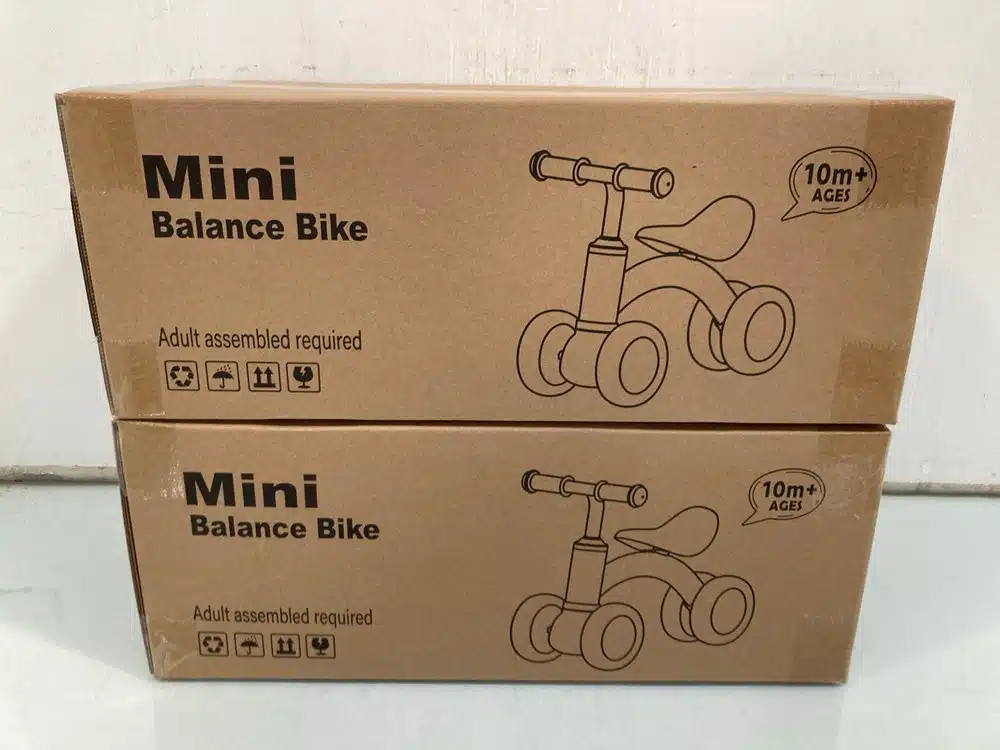 Mini
Balance Bike
10m+
AGES
Adult assembled required
Mini
Balance Bike
10m+
AGES
Adult assembled required